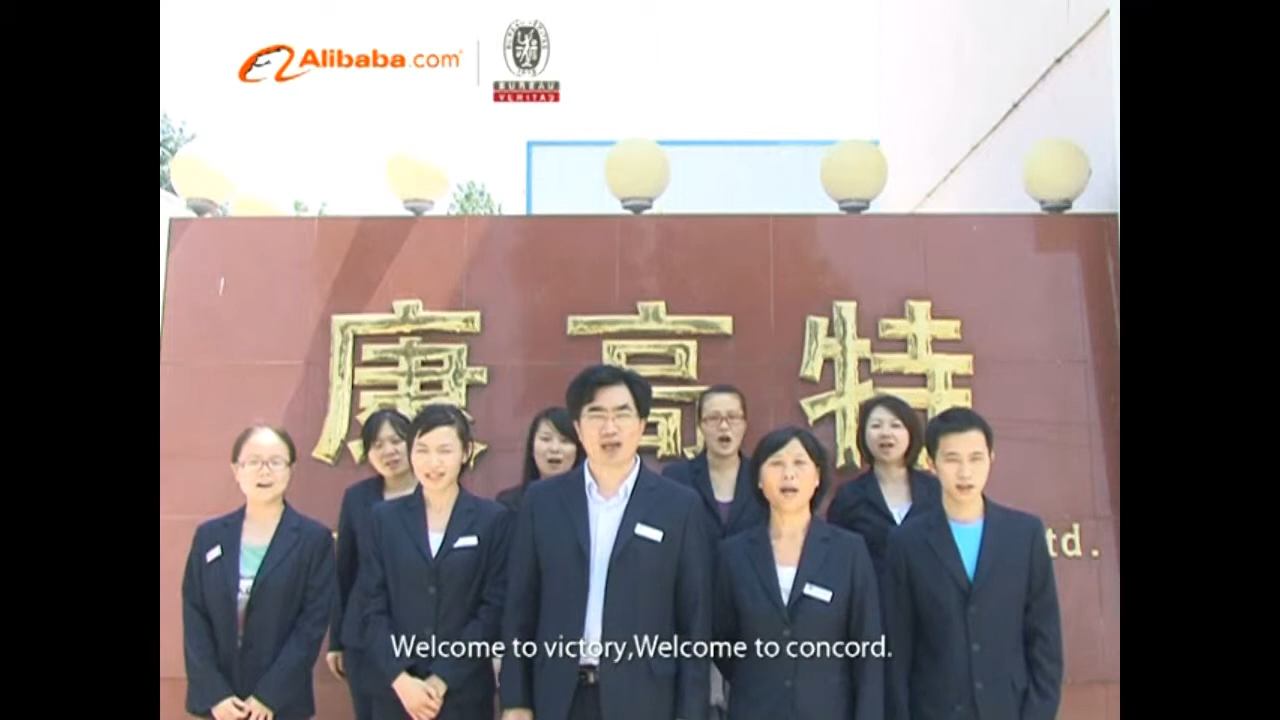 Alibaba.com
BUREAU
VERITAS
康高特
td.
Welcome to victory,Welcome to concord.